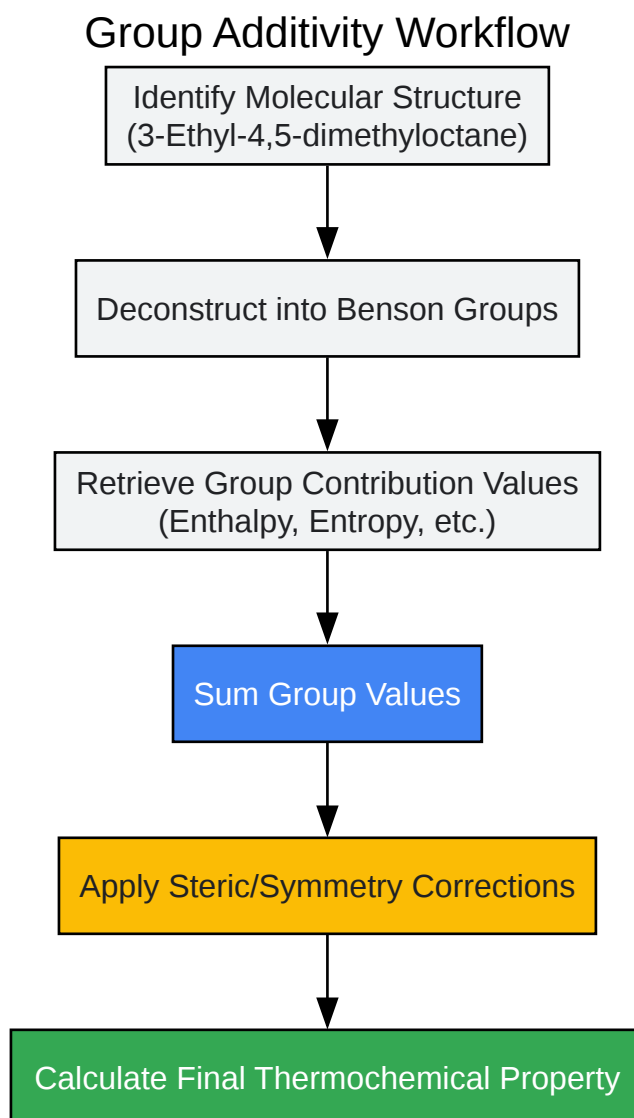 Group Additivity Workflow
Identify Molecular Structure
(3-Ethyl-4,5-dimethyloctane)
Deconstruct into Benson Groups
Retrieve Group Contribution Values
(Enthalpy, Entropy, etc.)
Sum Group Values
Apply Steric/Symmetry Corrections
Calculate Final Thermochemical Property